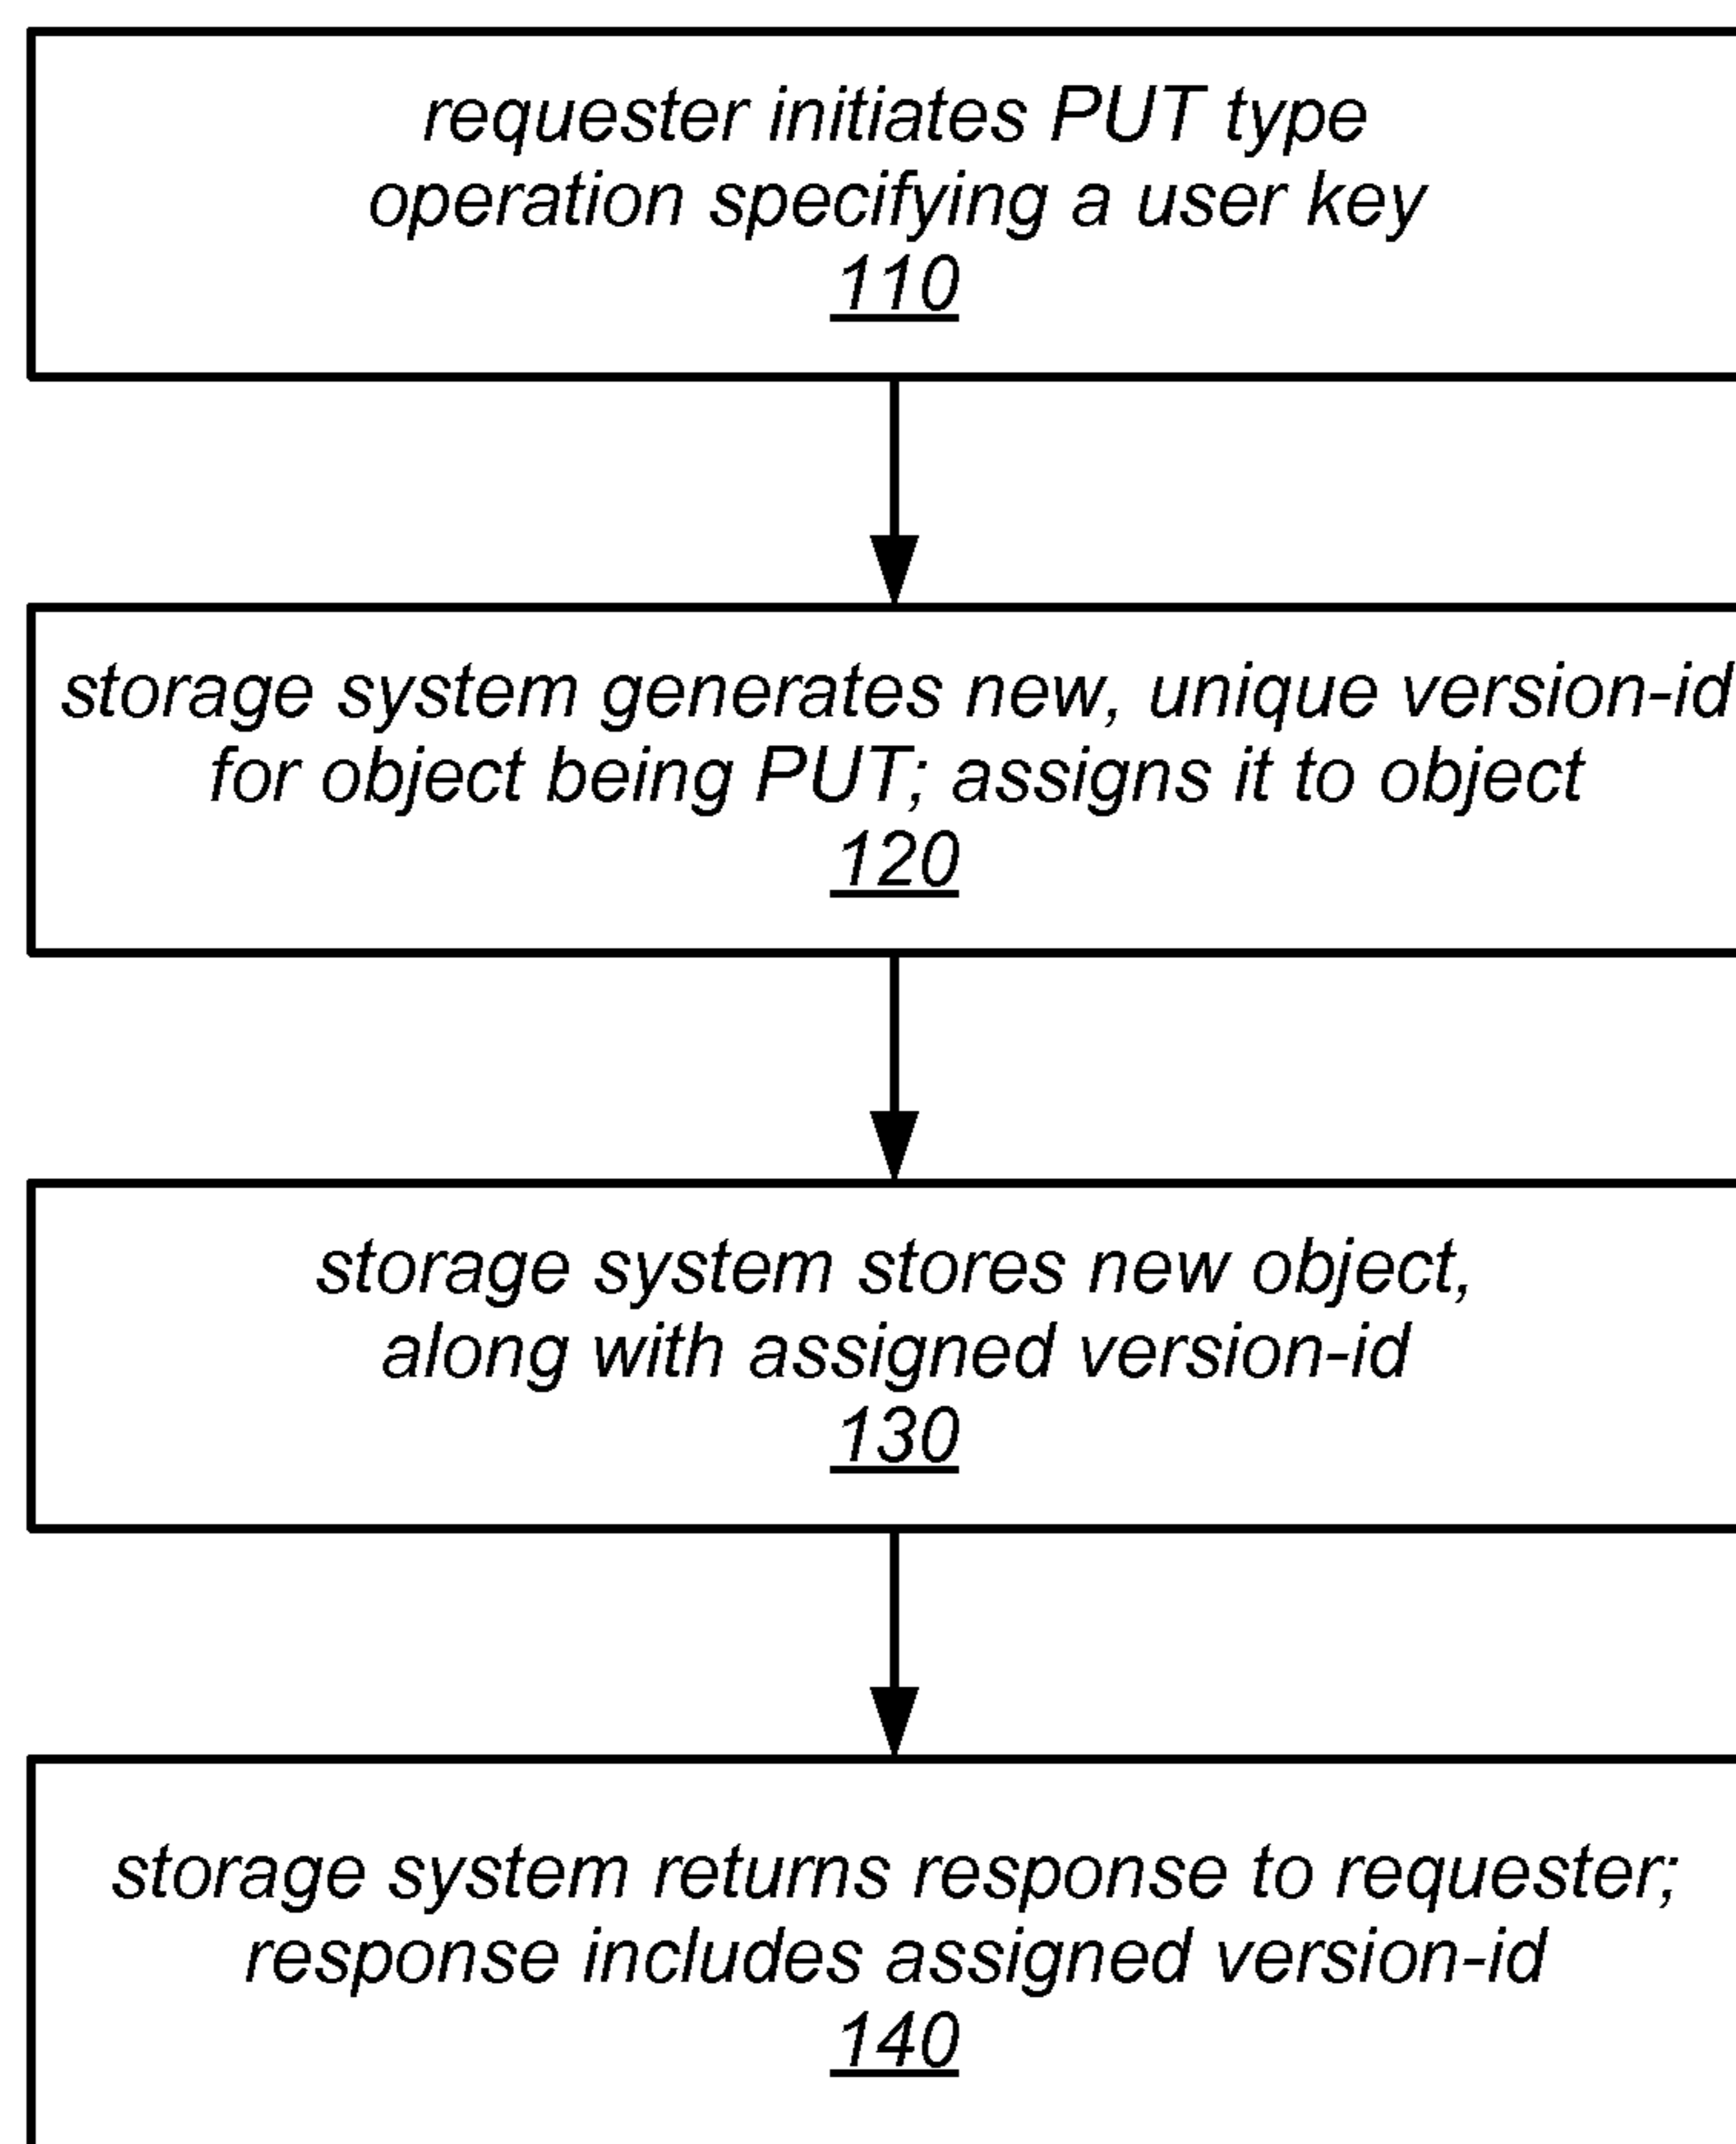 requester initiates PUT type
operation specifying a user key
110
storage system generates new, unique version-id
for object being PUT; assigns it to object
120
storage system stores new object,
along with assigned version-id
130
storage system returns response to requester;
response includes assigned version-id
140